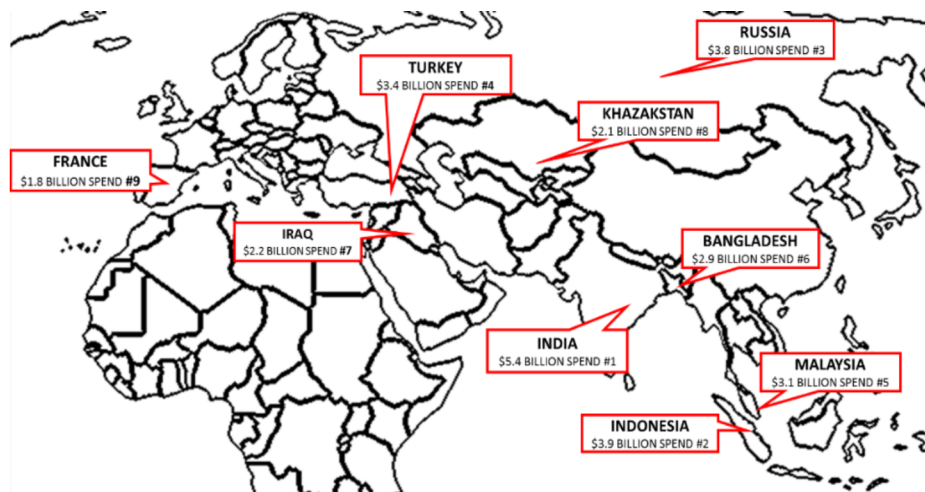 RUSSIA
$3.8 BILLION SPEND #3
TURKEY
$3.4 BILLION SPEND #4
KHAZAKSTAN
$2.1 BILLION SPEND #8
FRANCE
$1.8 BILLION SPEND #9
IRAQ
$2.2 BILLION SPEND #7
BANGLADESH
$2.9 BILLION SPEND #6
INDIA
$5.4 BILLION SPEND #1
MALAYSIA
$3.1 BILLION SPEND #5
INDONESIA
$3.9 BILLION SPEND #2